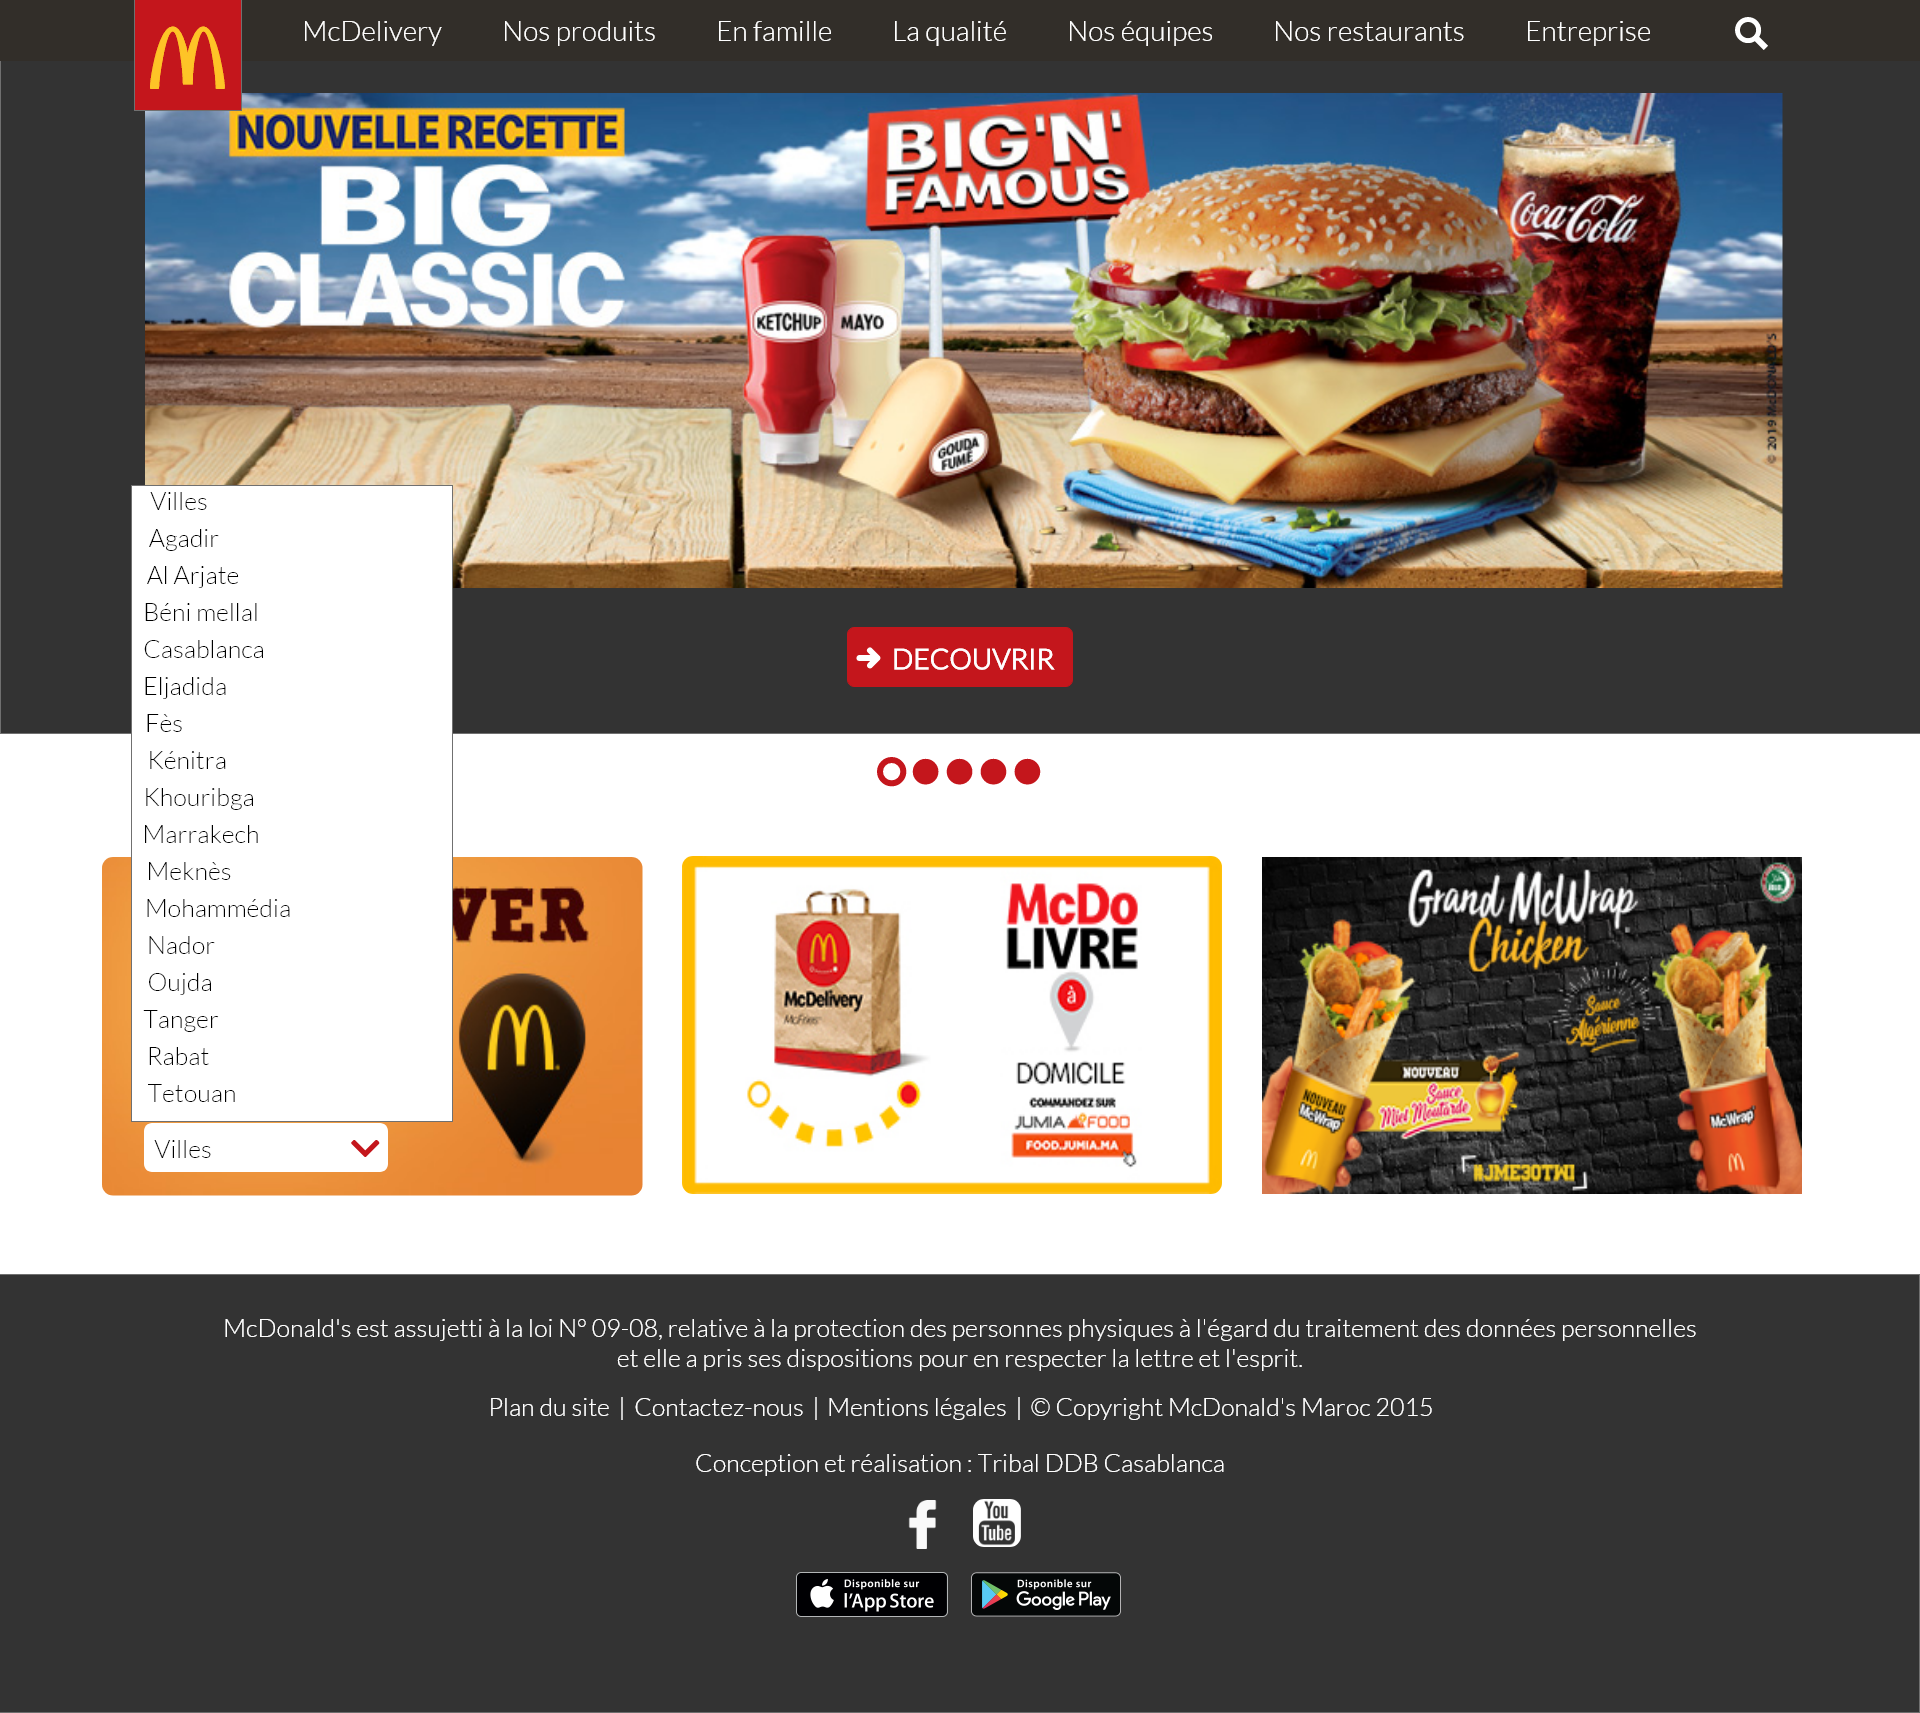 McDelivery
Nos produits
En famille
La qualité
Nos équipes
Nos restaurants
Entreprise
NOUVELLE RECETTE
BIG
CLASSIC
BIG'N'
FAMOUS
Coca-Cola
KETCHUP
MAYO
GOUDA
FUMÉ
© 2019 McDONALD'S
DECOUVRIR
Villes
Agadir
Al Arjate
Béni mellal
Casablanca
Eljadida
Fès
Kénitra
Khouribga
Marrakech
Meknès
Mohammédia
Nador
Oujda
Tanger
Rabat
Tetouan
Villes
VER
McDelivery
McFries
McDo
LIVRE
à
DOMICILE
COMMANDEZ SUR
JUMIA FOOD
FOOD.JUMIA.MA
Grand McWrap
Chicken
Sauce
Algérienne
NOUVEAU
Sauce
Miel Moutarde
NOUVEAU
McWrap
McWrap
#JME3OTWI
McDonald's est assujetti à la loi N° 09-08, relative à la protection des personnes physiques à l'égard du traitement des données personnelles
et elle a pris ses dispositions pour en respecter la lettre et l'esprit.
Plan du site | Contactez-nous | Mentions légales | © Copyright McDonald's Maroc 2015
Conception et réalisation : Tribal DDB Casablanca
You
Tube
Disponible sur
l'App Store
Disponible sur
Google Play